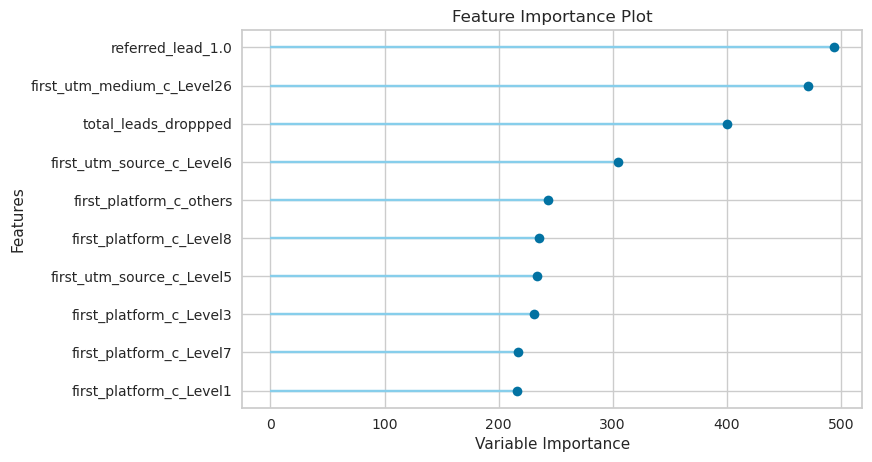 Feature Importance Plot
referred_lead_1.0
first_utm_medium_c_Level26
total_leads_droppped
first_utm_source_c_Level6
first_platform_c_others
first_platform_c_Level8
first_utm_source_c_Level5
first_platform_c_Level3
first_platform_c_Level7
first_platform_c_Level1
Features
0 100 200 300 400 500
Variable Importance